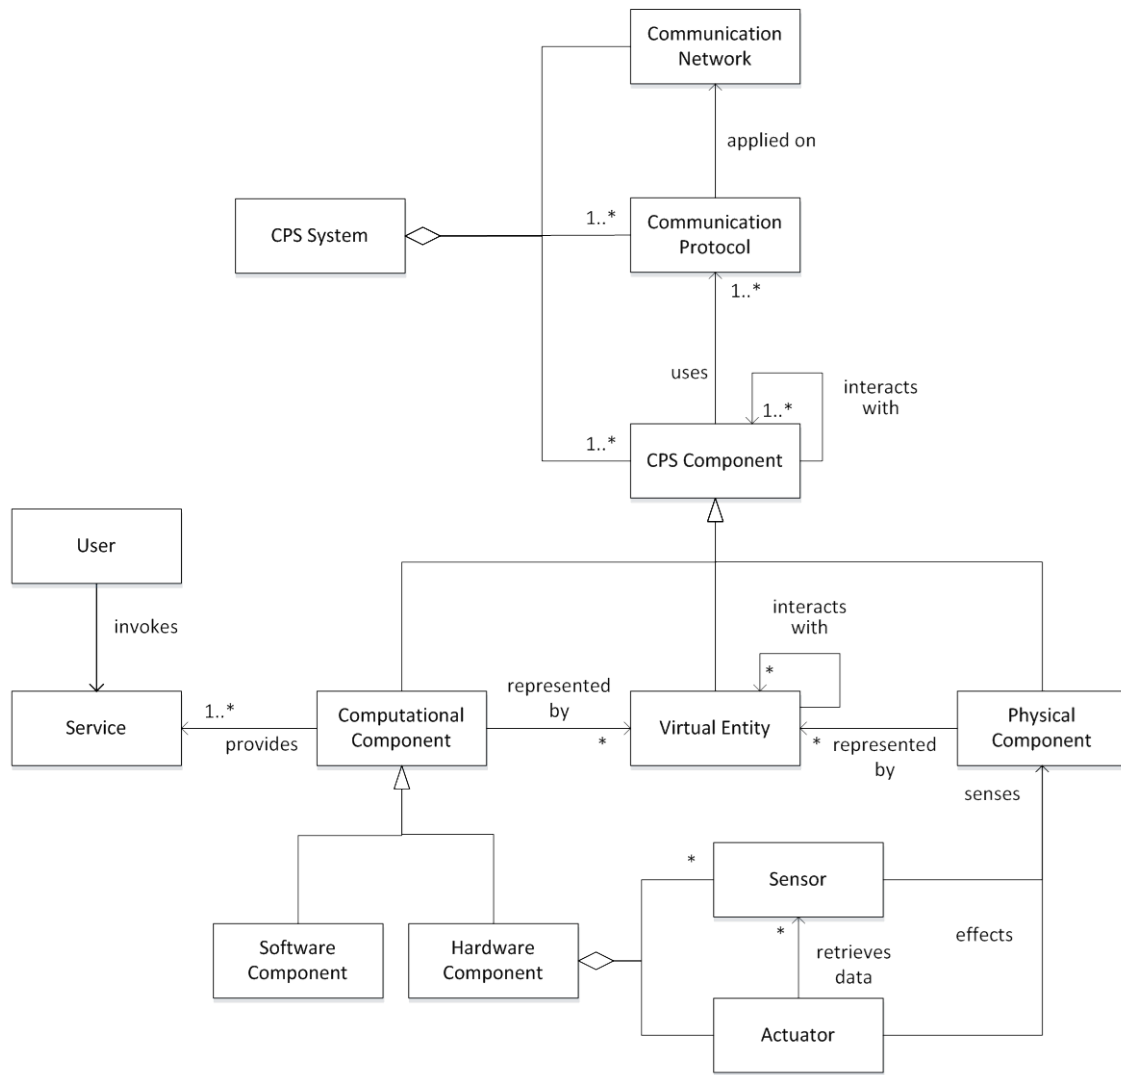 Communication
Network
applied on
CPS System
1..*
Communication
Protocol
1..*
uses
interacts
with
1..*
1..*
CPS Component
User
invokes
interacts
with
*
Service
1..*
provides
Computational
Component
represented
by
*
Virtual Entity
*
represented
by
Physical
Component
senses
*
Sensor
*
retrieves
data
effects
Software
Component
Hardware
Component
Actuator